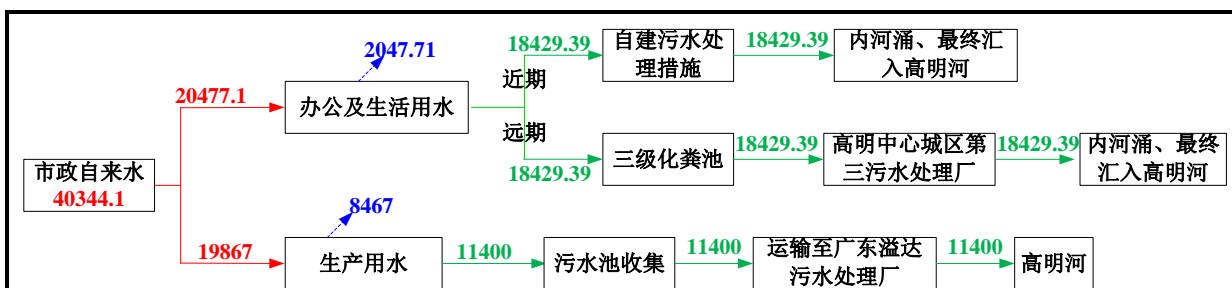 2047.71
18429.39
自建污水处
理措施
18429.39
内河涌、最终汇
入高明河
近期
20477.1
办公及生活用水
远期
市政自来水
40344.1
18429.39
三级化粪池
18429.39
高明中心城区第
三污水处理厂
18429.39
内河涌、最终
汇入高明河
8467
19867
生产用水
11400
污水池收集
11400
运输至广东溢达
污水处理厂
11400
高明河